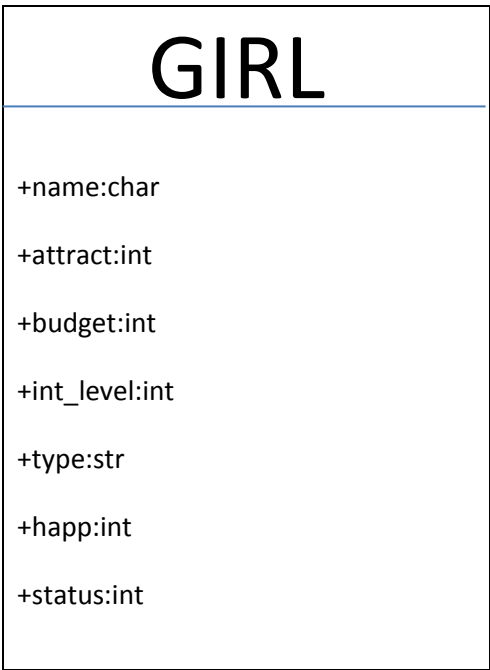 GIRL
+name:char
+attract:int
+budget:int
+int_level:int
+type:str
+happ:int
+status:int